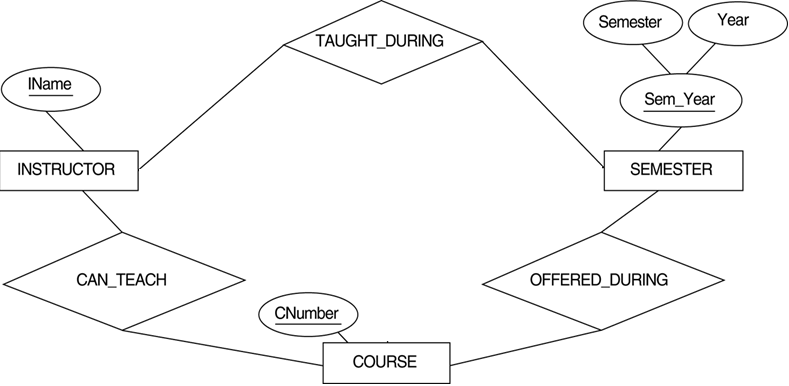 Semester
Year
TAUGHT_DURING
IName
Sem_Year
INSTRUCTOR
SEMESTER
CAN_TEACH
OFFERED_DURING
CNumber
COURSE